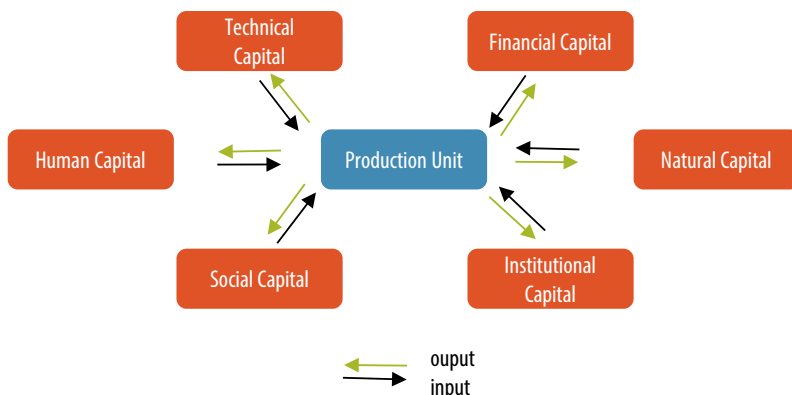 Technical
Capital
Financial Capital
Human Capital
Production Unit
Natural Capital
Social Capital
Institutional
Capital
ouput
input